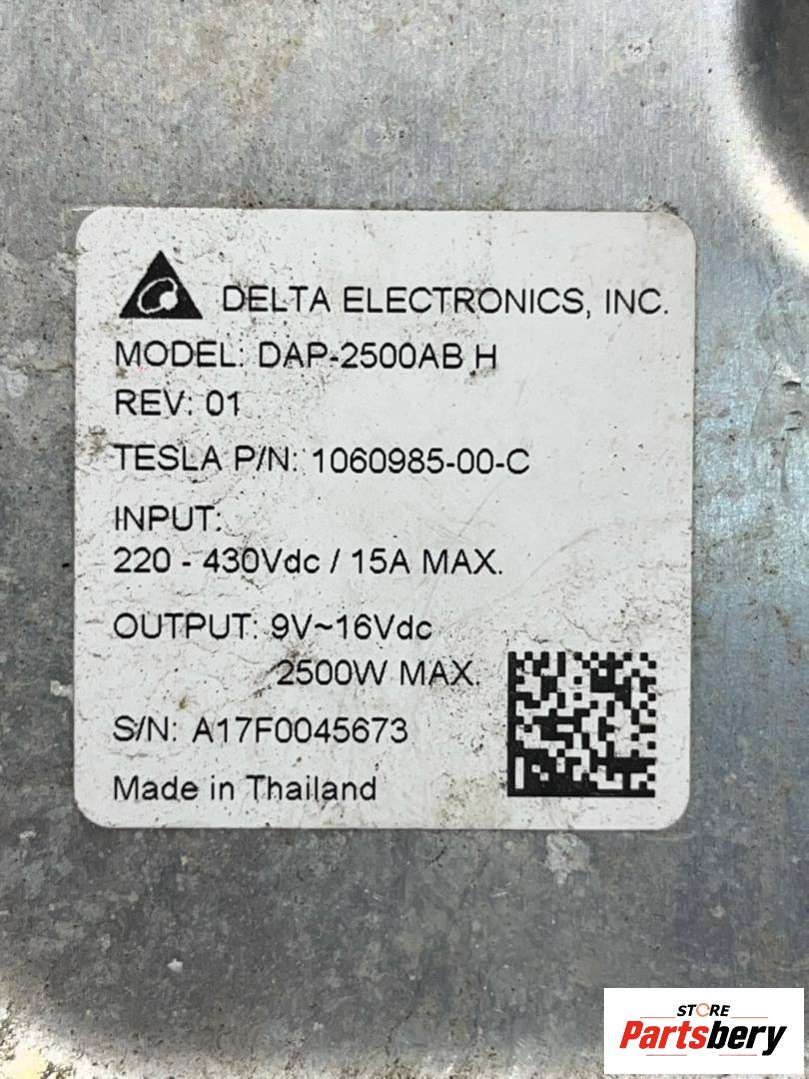 DELTA ELECTRONICS, INC.
MODEL: DAP-2500AB H
REV: 01
TESLA P/N: 1060985-00-C
INPUT:
220 - 430Vdc / 15A MAX.
OUTPUT: 9V~16Vdc
2500W MAX.
S/N: A17F0045673
Made in Thailand
STORE
Partsbery